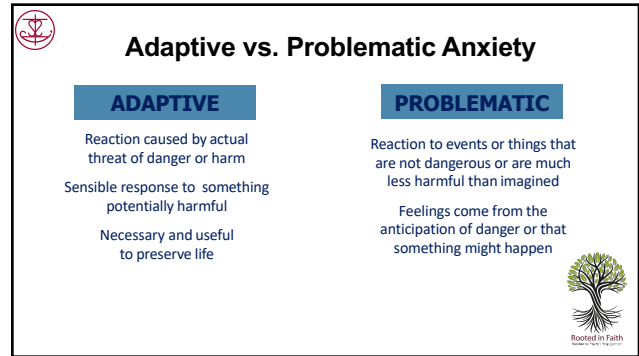 Adaptive vs. Problematic Anxiety
ADAPTIVE
Reaction caused by actual
threat of danger or harm
Sensible response to something
potentially harmful
Necessary and useful
to preserve life
PROBLEMATIC
Reaction to events or things that
are not dangerous or are much
less harmful than imagined
Feelings come from the
anticipation of danger or that
something might happen
Rooted in Faith